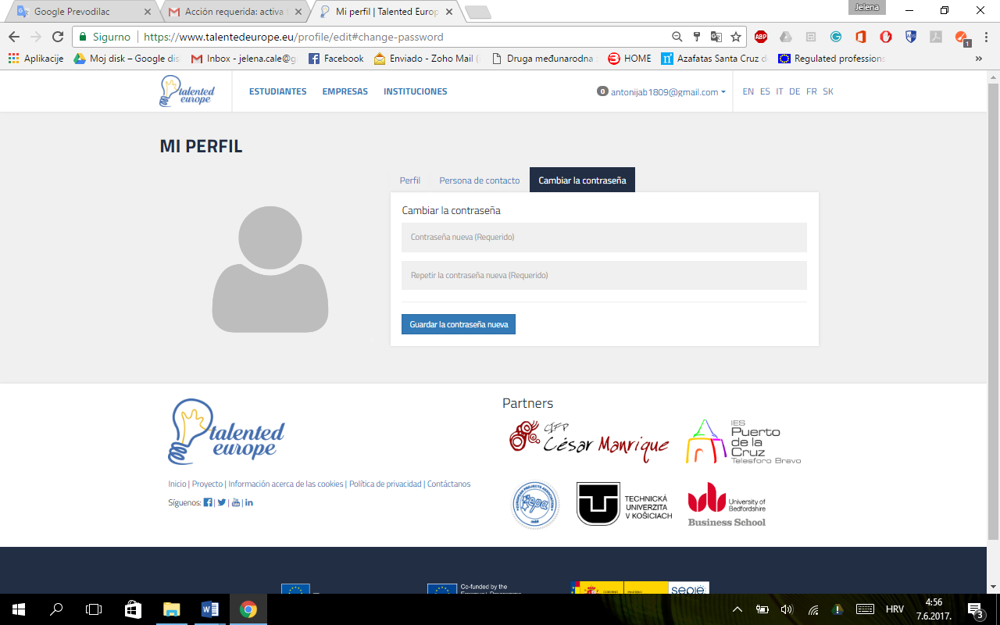 Google Prevodilac
Acción requerida: activa
Mi perfil | Talented Europ
Jelena
Sigurno
https://www.talentedeurope.eu/profile/edit#change-password
ABP
1
Aplikacije
Moj disk – Google dis
Inbox - jelena.cale@g
Facebook
Enviado - Zoho Mail (
Druga međunarodna
HOME
Azafatas Santa Cruz d
Regulated professions
talented
europe
ESTUDIANTES
EMPRESAS
INSTITUCIONES
0 antonijab1809@gmail.com
EN ES IT DE FR SK
MI PERFIL
Perfil
Persona de contacto
Cambiar la contraseña
Cambiar la contraseña
Contraseña nueva (Requerido)
Repetir la contraseña nueva (Requerido)
Guardar la contraseña nueva
talented
europe
Inicio | Proyecto | Información acerca de las cookies | Política de privacidad | Contáctanos
Síguenos:
Partners
CIFP
César Manrique
IES
Puerto
de la
Cruz
Telesforo Bravo
epa
TECHNICKÁ
UNIVERZITA
V KOŠICIACH
University of
Bedfordshire
Business School
Co-funded by the
sepie
HRV
4:56
7.6.2017.
3